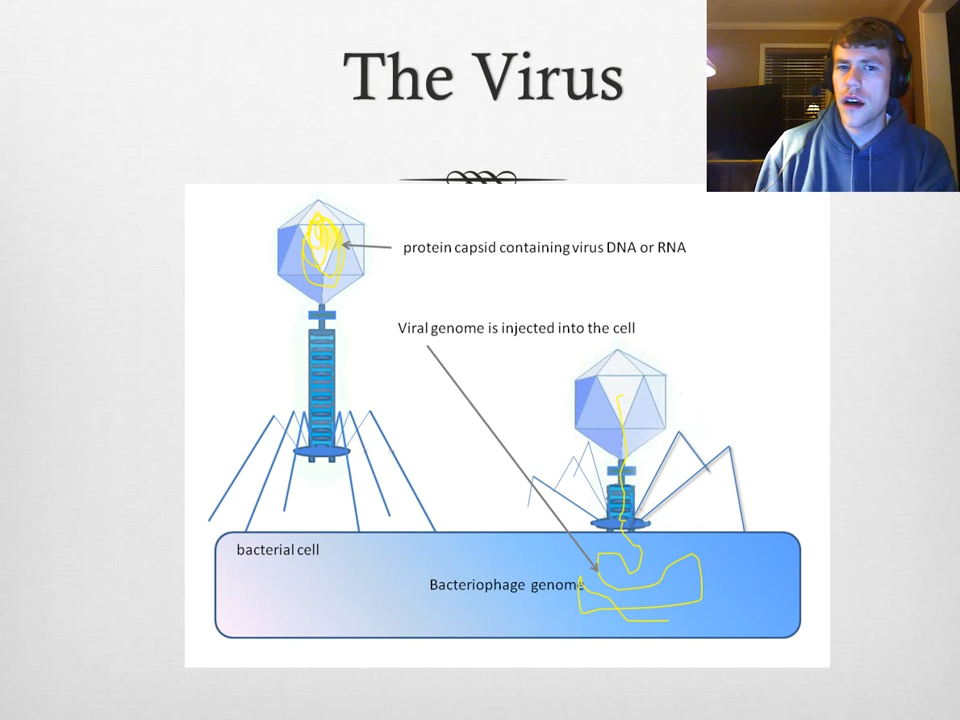 The Virus
protein capsid containing virus DNA or RNA
Viral genome is injected into the cell
bacterial cell
Bacteriophage genome